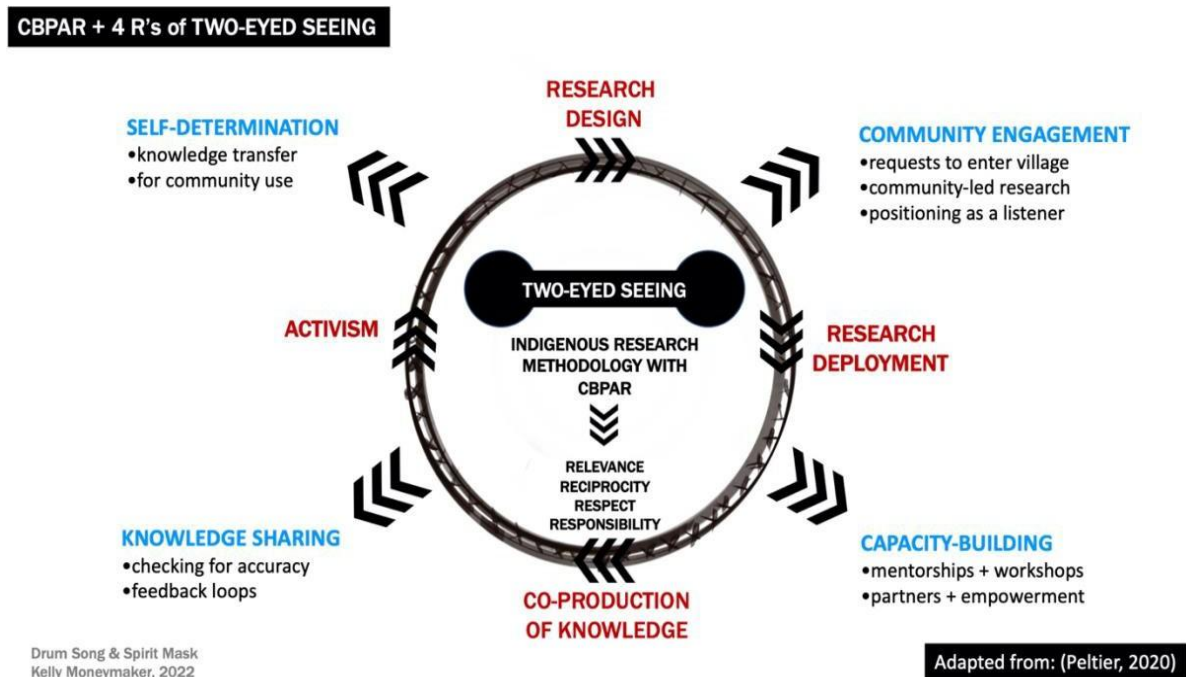 CBPAR + 4 R's of TWO-EYED SEEING
RESEARCH
DESIGN
SELF-DETERMINATION
•knowledge transfer
•for community use
COMMUNITY ENGAGEMENT
•requests to enter village
•community-led research
•positioning as a listener
TWO-EYED SEEING
ACTIVISM
INDIGENOUS RESEARCH
METHODOLOGY WITH
CBPAR
RESEARCH
DEPLOYMENT
RELEVANCE
RECIPROCITY
RESPECT
RESPONSIBILITY
KNOWLEDGE SHARING
•checking for accuracy
•feedback loops
CAPACITY-BUILDING
•mentorships + workshops
•partners + empowerment
CO-PRODUCTION
OF KNOWLEDGE
Drum Song & Spirit Mask
Kelly Moneymaker, 2022
Adapted from: (Peltier, 2020)